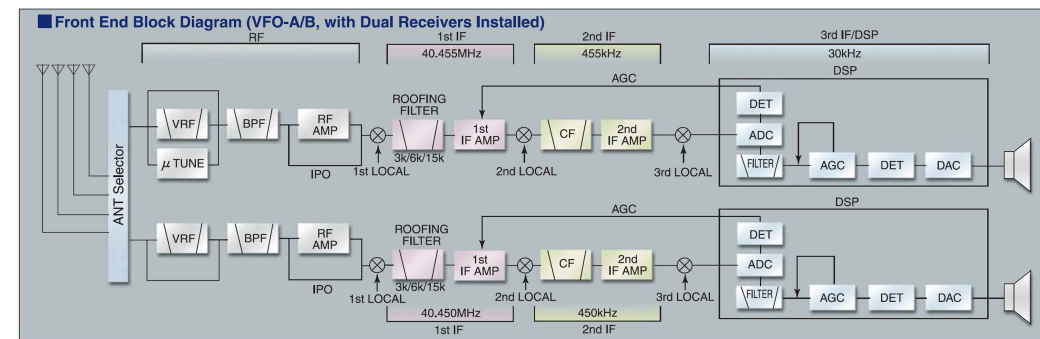 Front End Block Diagram (VFO-A/B, with Dual Receivers Installed)
RF
1st IF
2nd IF
3rd IF/DSP
40.455MHz
455kHz
30kHz
AGC
DSP
ANT Selector
VRF
μ TUNE
BPF
RF
AMP
IPO
1st LOCAL
ROOFING
FILTER
3k/6k/15k
1st
IF AMP
2nd LOCAL
CF
2nd
IF AMP
3rd LOCAL
DET
ADC
FILTER
AGC
DET
DAC
AGC
DSP
VRF
BPF
RF
AMP
IPO
1st LOCAL
ROOFING
FILTER
3k/6k/15k
1st
IF AMP
2nd LOCAL
CF
2nd
IF AMP
3rd LOCAL
DET
ADC
FILTER
AGC
DET
DAC
40.450MHz
450kHz
1st IF
2nd IF